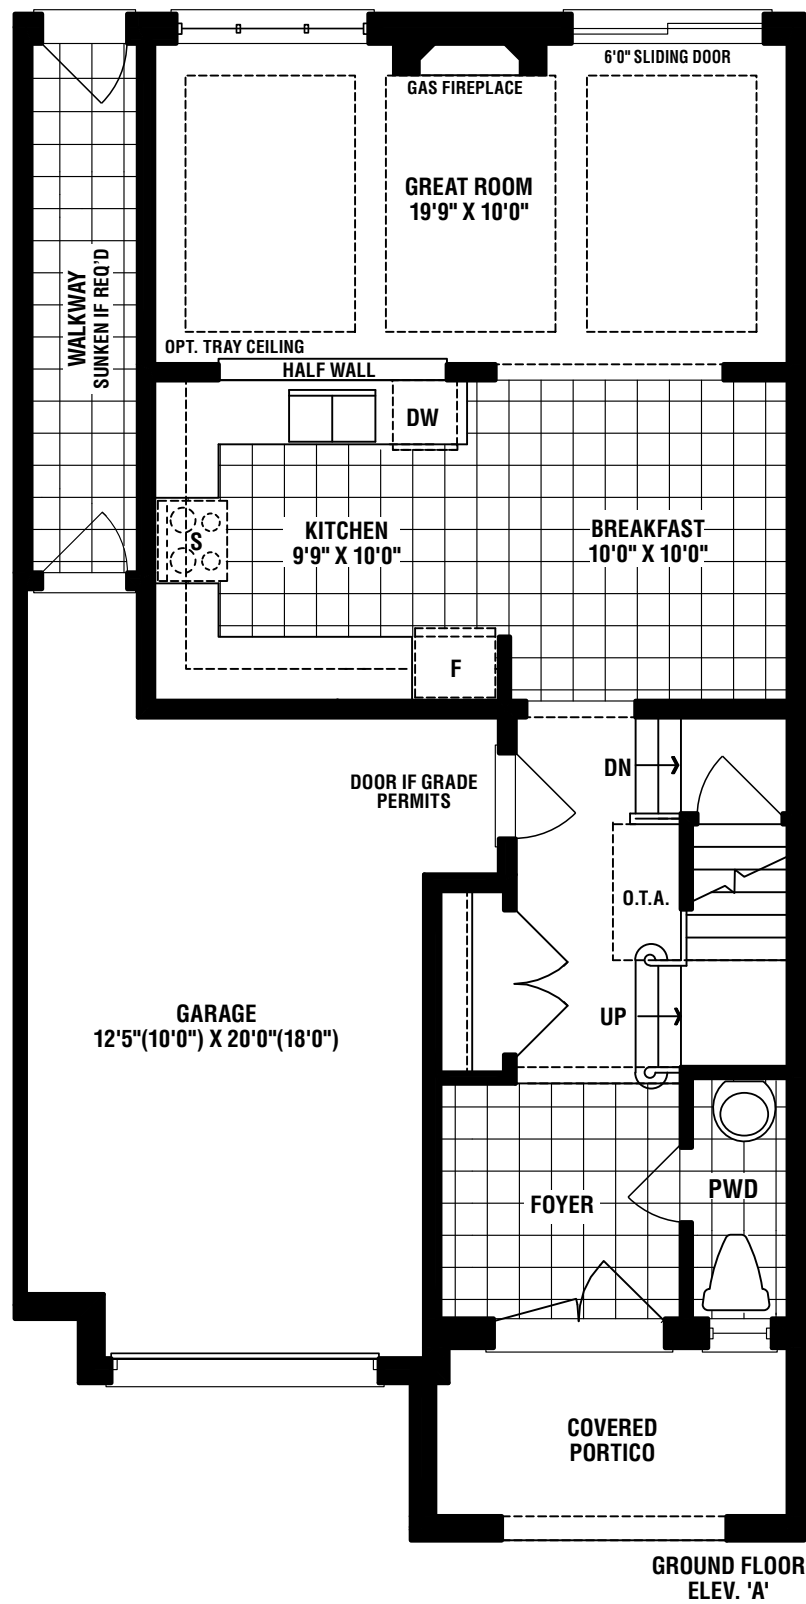 6'0" SLIDING DOOR
GAS FIREPLACE
GREAT ROOM
19'9" X 10'0"
WALKWAY
SUNKEN IF REQ'D
OPT. TRAY CEILING
HALF WALL
DW
S
KITCHEN
9'9" X 10'0"
BREAKFAST
10'0" X 10'0"
F
DN
DOOR IF GRADE
PERMITS
O.T.A.
GARAGE
12'5"(10'0") X 20'0"(18'0")
UP
PWD
FOYER
COVERED
PORTICO
GROUND FLOOR
ELEV. 'A'